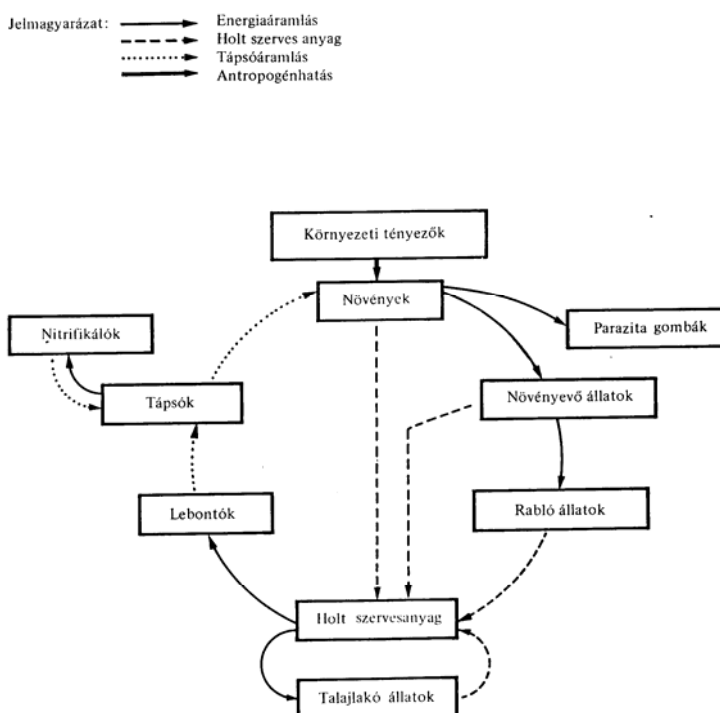 Jelmagyarázat: Energiaáramlás
Holt szerves anyag
Tápsóáramlás
Antropogénhatás
Környezeti tényezők
Növények
Nitrifikálók
Parazita gombák
Tápsók
Növényevő állatok
Lebontók
Rabló állatok
Holt szervesanyag
Talajlakó állatok